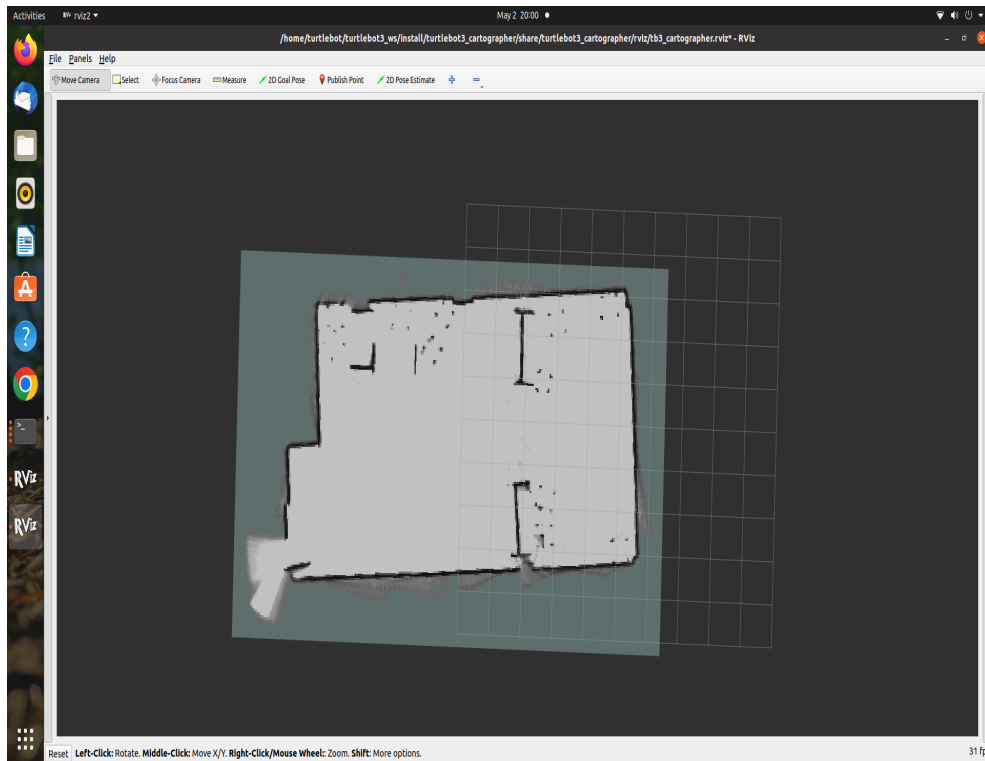 Activities
rviz2
May 2 20:00
/home/turtlebot/turtlebot3_ws/install/turtlebot3_cartographer/share/turtlebot3_cartographer/rviz/tb3_cartographer.rviz* - RViz
File Panels Help
Move Camera Select Focus Camera Measure 2D Goal Pose Publish Point 2D Pose Estimate
RViz
RViz
Reset Left-Click: Rotate. Middle-Click: Move X/Y. Right-Click/Mouse Wheel: Zoom. Shift: More options.
31 fp